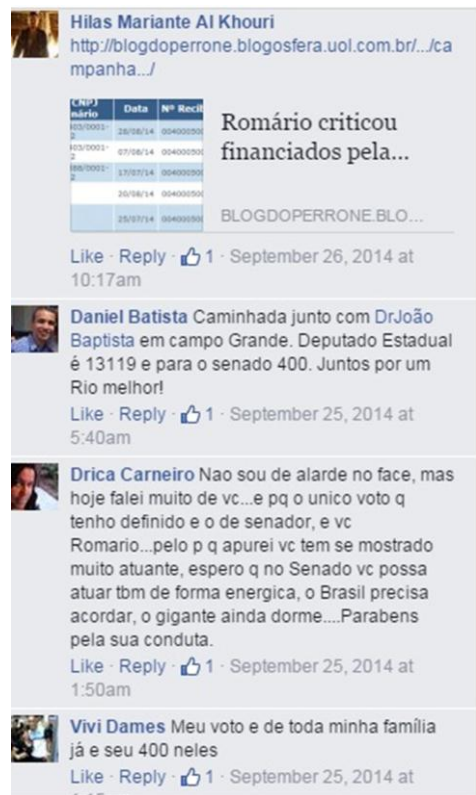 Hilas Mariante Al Khouri
http://blogdoperrone.blogosfera.uol.com.br/.../ca
mpanha.../
CNPJ
nário Data Nº Recib
28/08/14
07/08/14
17/07/14
20/08/14
25/07/14
Romário criticou
financiados pela...
BLOGDOPERRONE.BLO...
Like · Reply · 1 · September 26, 2014 at
10:17am
Daniel Batista Caminhada junto com DrJoão
Baptista em campo Grande. Deputado Estadual
é 13119 e para o senado 400. Juntos por um
Rio melhor!
Like · Reply · 1 · September 25, 2014 at
5:40am
Drica Carneiro Nao sou de alarde no face, mas
hoje falei muito de vc...e pq o unico voto q
tenho definido e o de senador, e vc
Romario...pelo p q apurei vc tem se mostrado
muito atuante, espero q no Senado vc possa
atuar tbm de forma energica, o Brasil precisa
acordar, o gigante ainda dorme....Parabens
pela sua conduta.
Like · Reply · 1 · September 25, 2014 at
1:50am
Vivi Dames Meu voto e de toda minha família
já e seu 400 neles
Like · Reply · 1 · September 25, 2014 at